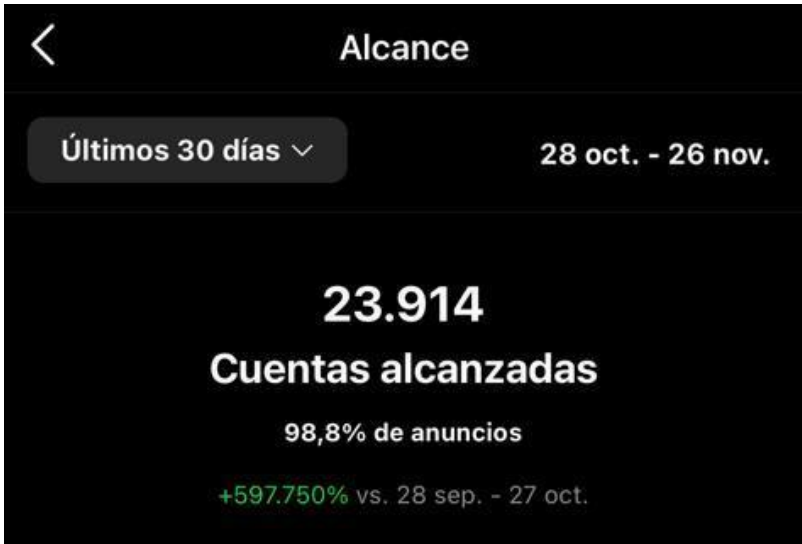 Alcance
Últimos 30 días
28 oct. - 26 nov.
23.914
Cuentas alcanzadas
98,8% de anuncios
+597.750% vs. 28 sep. - 27 oct.